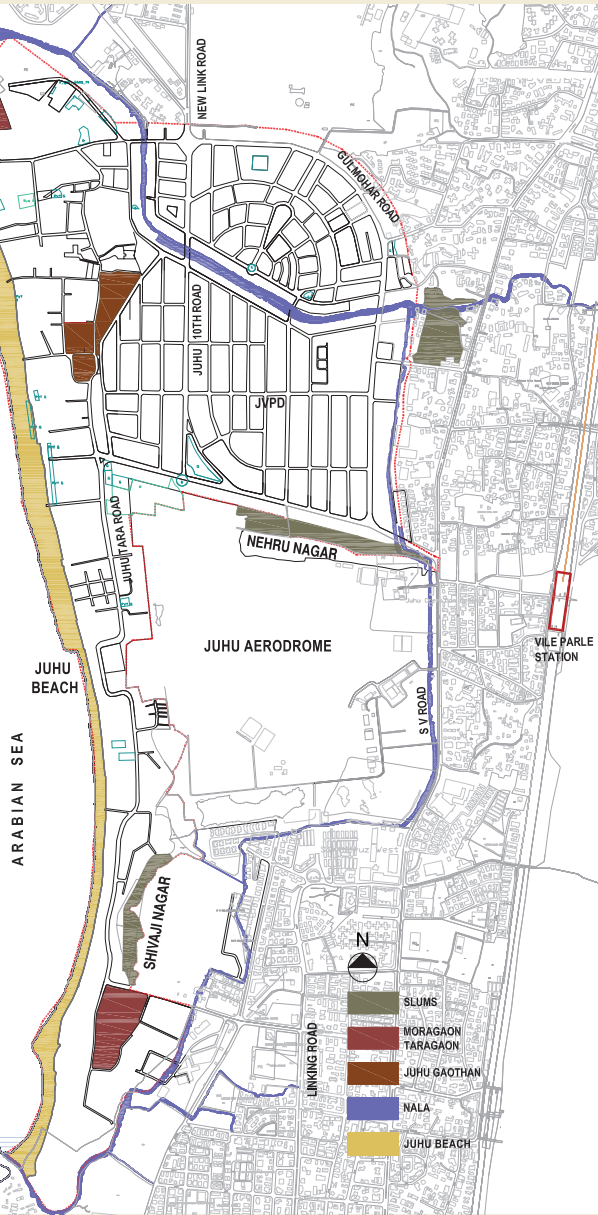 NEW LINK ROAD
GULMOHAR ROAD
JUHU 10TH ROAD
JVPD
JUHU TARA ROAD
NEHRU NAGAR
JUHU AERODROME
VILE PARLE
STATION
JUHU
BEACH
S V ROAD
ARABIAN SEA
SHIVAJI NAGAR
N
LINKING ROAD
SLUMS
MORAGAON
TARAGAON
JUHU GAOTHAN
NALA
JUHU BEACH